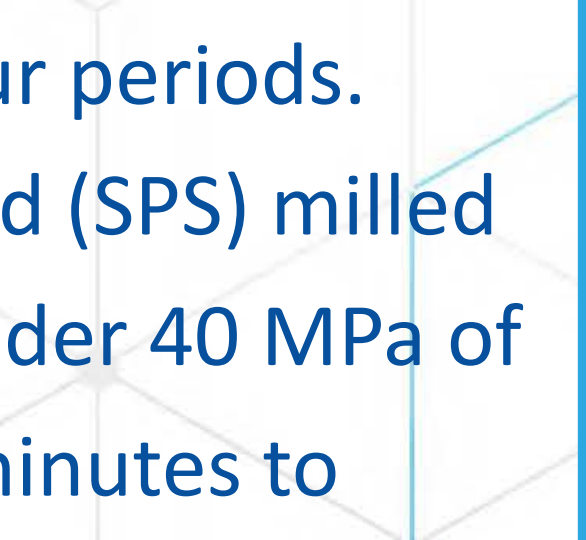 ur periods.
d (SPS) milled
der 40 MPa of
inutes to